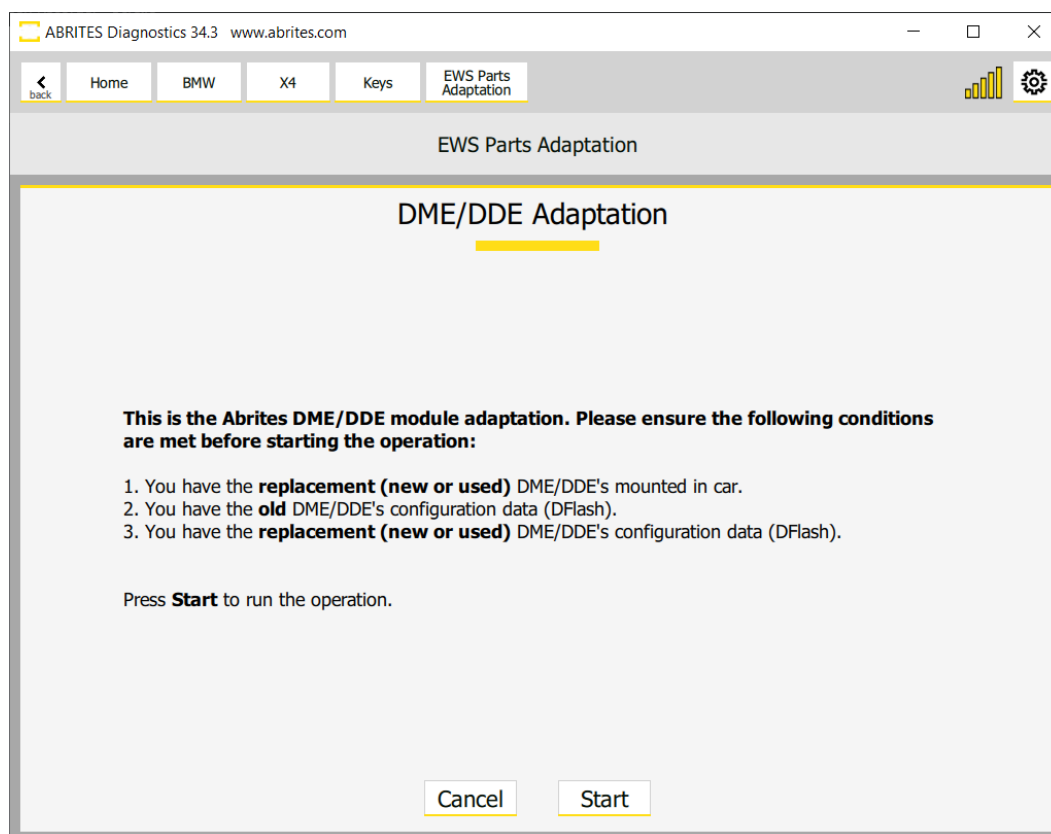 ABRITES Diagnostics 34.3 www.abrites.com
back
Home
BMW
X4
Keys
EWS Parts
Adaptation
EWS Parts Adaptation
DME/DDE Adaptation
This is the Abrites DME/DDE module adaptation. Please ensure the following conditions
are met before starting the operation:
1. You have the replacement (new or used) DME/DDE's mounted in car.
2. You have the old DME/DDE's configuration data (DFlash).
3. You have the replacement (new or used) DME/DDE's configuration data (DFlash).
Press Start to run the operation.
Cancel
Start